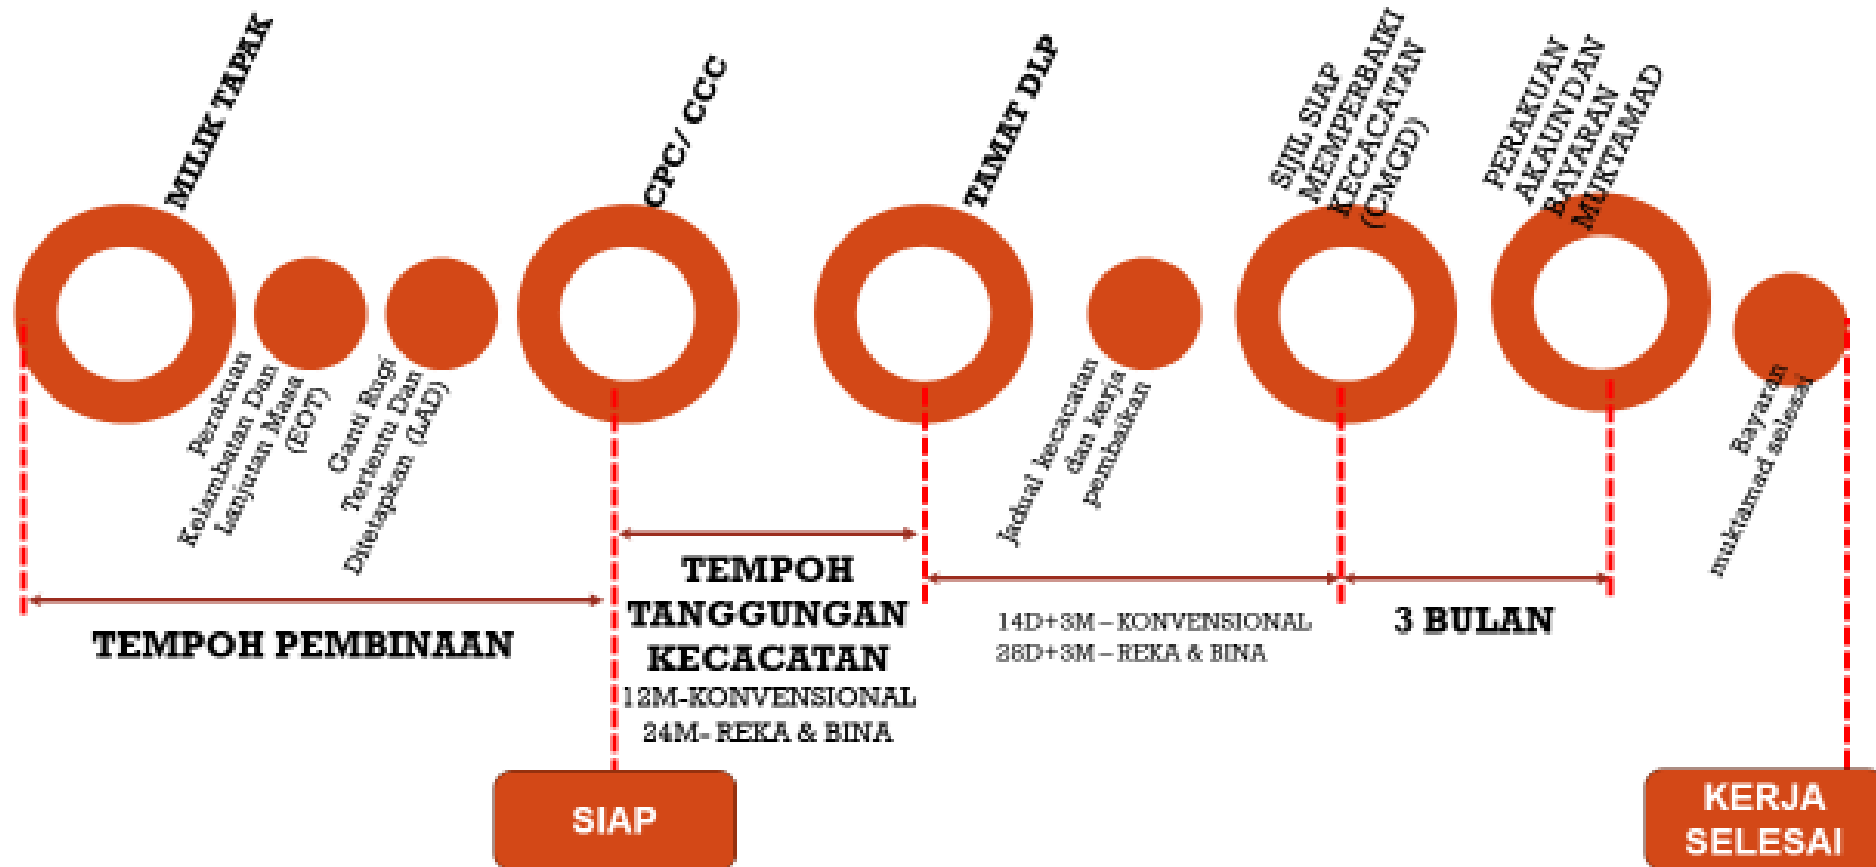 MILIK TAPAK
Perakuan
Kelambatan Dan
Lanjutan Masa
(EOT)
Ganti Rugi
Tertentu Dan
Ditetapkan (LAD)
CPC/ CCC
TAMAT DLP
Jadual kecacatan
dan kerja
pembaikan
SIJIL SIAP
MEMPERBAIKI
KECACATAN
(CMGD)
PERAKUAN
AKAUN DAN
BAYARAN
MUKTAMAD
Bayaran
muktamad selesai
TEMPOH PEMBINAAN
TEMPOH
TANGGUNGAN
KECACATAN
12M-KONVENSIONAL
24M- REKA & BINA
14D+3M – KONVENSIONAL
28D+3M – REKA & BINA
3 BULAN
SIAP
KERJA
SELESAI